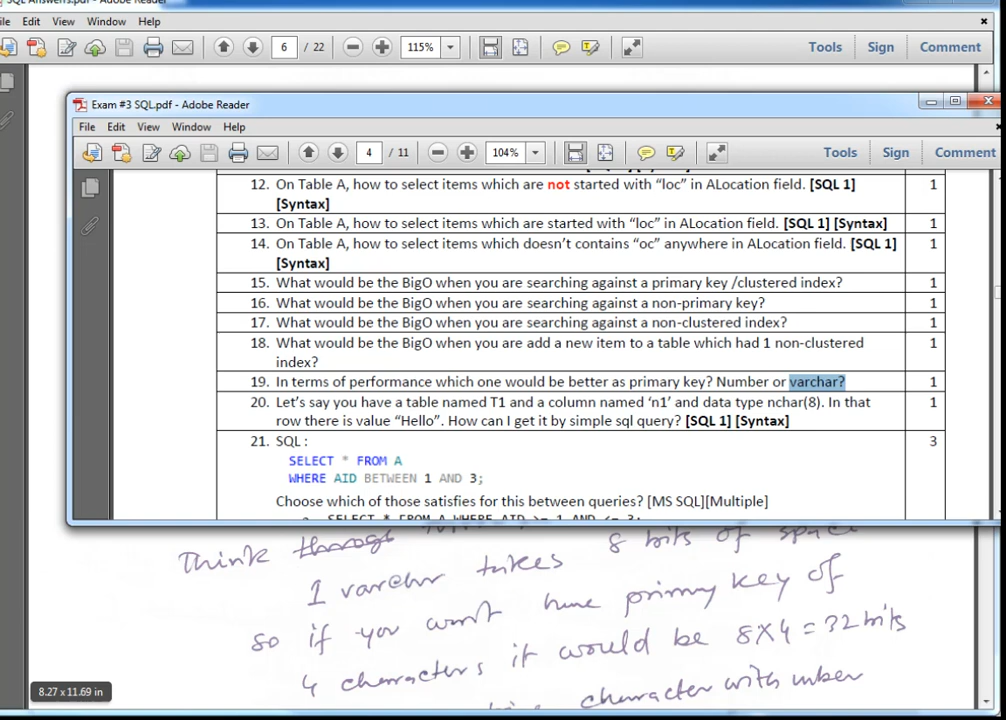 SQL Answers.pdf - Adobe Reader
File Edit View Window Help
6 / 22 115% Tools Sign Comment
Exam #3 SQL.pdf - Adobe Reader
File Edit View Window Help
4 / 11 104% Tools Sign Comment
12. On Table A, how to select items which are not started with “loc” in ALocation field. [SQL 1] 1
[Syntax]
13. On Table A, how to select items which are started with “loc” in ALocation field. [SQL 1] [Syntax] 1
14. On Table A, how to select items which doesn’t contains “oc” anywhere in ALocation field. [SQL 1 1
[Syntax]
15. What would be the BigO when you are searching against a primary key /clustered index? 1
16. What would be the BigO when you are searching against a non-primary key? 1
17. What would be the BigO when you are searching against a non-clustered index? 1
18. What would be the BigO when you are add a new item to a table which had 1 non-clustered 1
index?
19. In terms of performance which one would be better as primary key? Number or varchar? 1
20. Let’s say you have a table named T1 and a column named ‘n1’ and data type nchar(8). In that 1
row there is value “Hello”. How can I get it by simple sql query? [SQL 1] [Syntax]
21. SQL : 3
SELECT * FROM A
WHERE AID BETWEEN 1 AND 3;
Choose which of those satisfies for this between queries? [MS SQL][Multiple]
a. SELECT * FROM A WHERE AID >= 1 AND <= 3;
Think through 8 bits of space
1 varchr takes
so if you want have primary key of
4 characters it would be 8X4 = 32 bits
character with number
8.27 x 11.69 in